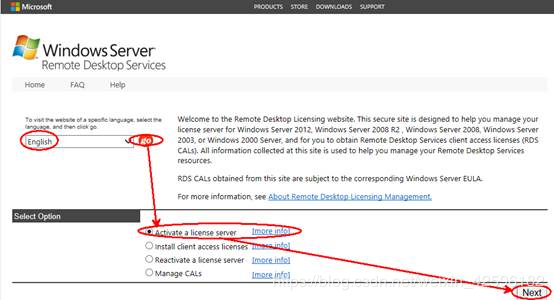 Microsoft
PRODUCTS STORE DOWNLOADS SUPPORT
Windows Server
Remote Desktop Services
Home FAQ Help
To visit the website of a specific language, select the
language, and then click go.
English
go
Welcome to the Remote Desktop Licensing website. This secure site is designed to help you manage your
license server for Windows Server 2012, Windows Server 2008 R2 , Windows Server 2008, Windows Server
2003, or Windows 2000 Server, and for you to obtain Remote Desktop Services client access licenses (RDS
CALs). All information collected at this site is used to help you manage your Remote Desktop Services
resources.
RDS CALs obtained from this site are subject to the corresponding Windows Server EULA.
For more information, see About Remote Desktop Licensing Management.
Select Option
Activate a license server [more info]
Install client access licenses [more info]
Reactivate a license server [more info]
Manage CALs [more info]
Next